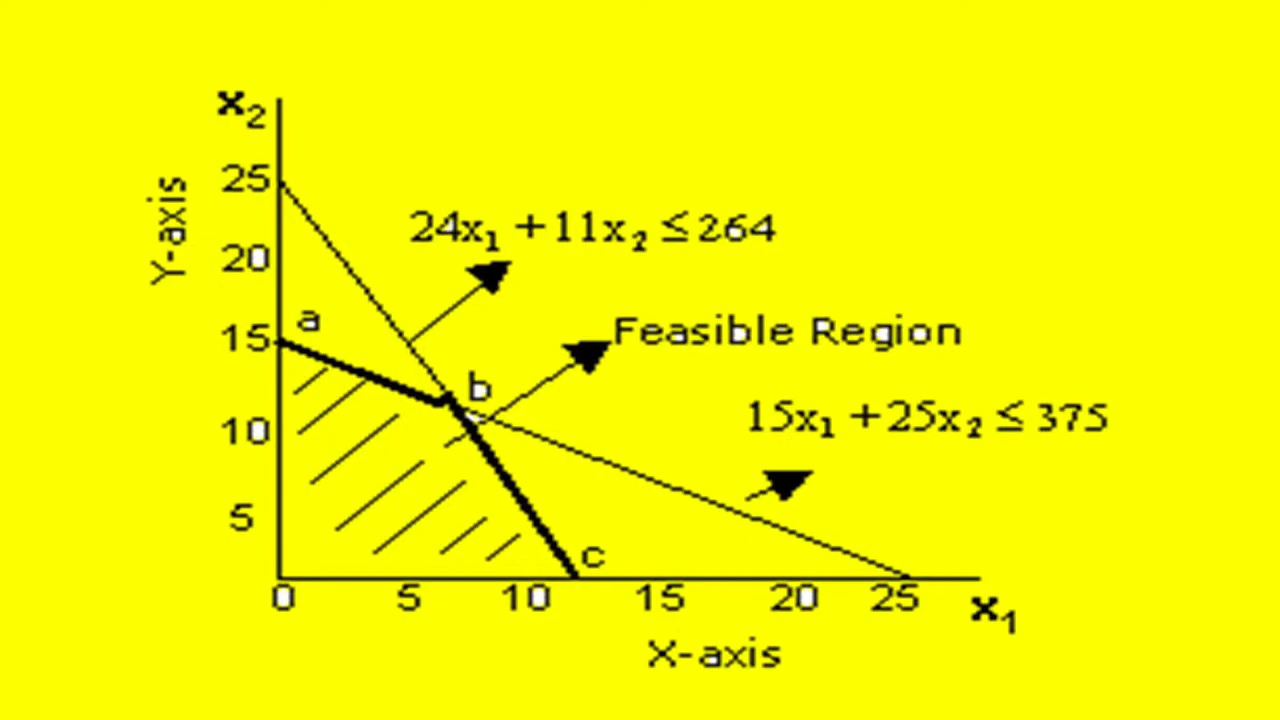 x₂
25
Y-axis
24x₁ + 11x₂ ≤ 264
20
a
15
Feasible Region
b
15x₁ + 25x₂ ≤ 375
10
5
c
0 5 10 15 20 25 x₁
X-axis